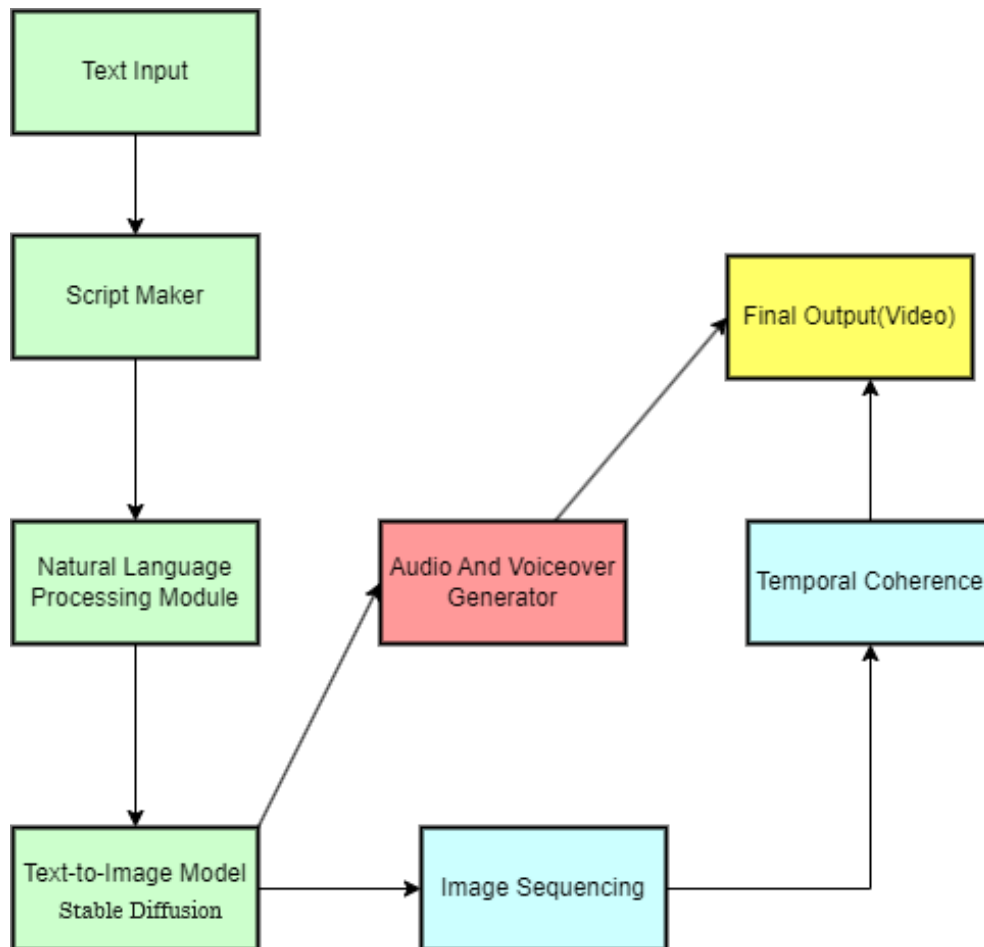 Text Input
Script Maker
Final Output(Video)
Natural Language
Processing Module
Audio And Voiceover
Generator
Temporal Coherence
Text-to-Image Model
Stable Diffusion
Image Sequencing